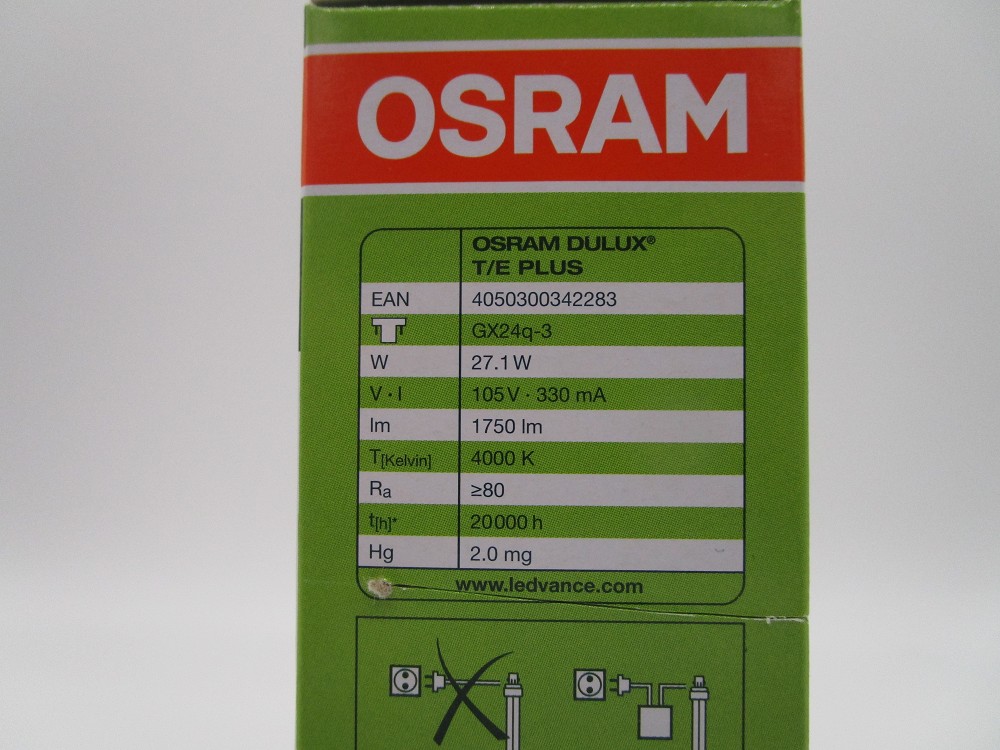 OSRAM
OSRAM DULUX®
T/E PLUS
EAN 4050300342283
GX24q-3
W 27.1 W
V · I 105 V · 330 mA
lm 1750 lm
T[Kelvin] 4000 K
Ra ≥80
t[h]* 20000 h
Hg 2.0 mg
www.ledvance.com